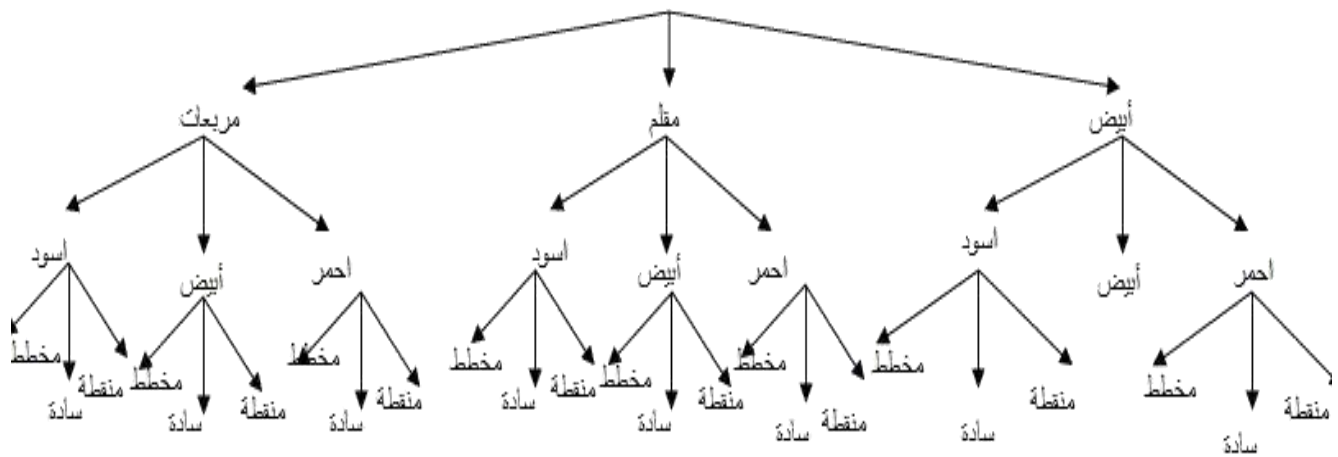 أبيض
مقلم
مربعات
احمر
أبيض
اسود
احمر
أبيض
اسود
احمر
أبيض
اسود
منقطة
سادة
مخطط
منقطة
سادة
مخطط
منقطة
سادة
مخطط
منقطة
سادة
مخطط
منقطة
سادة
مخطط
منقطة
سادة
مخطط
منقطة
سادة
مخطط
منقطة
سادة
مخطط